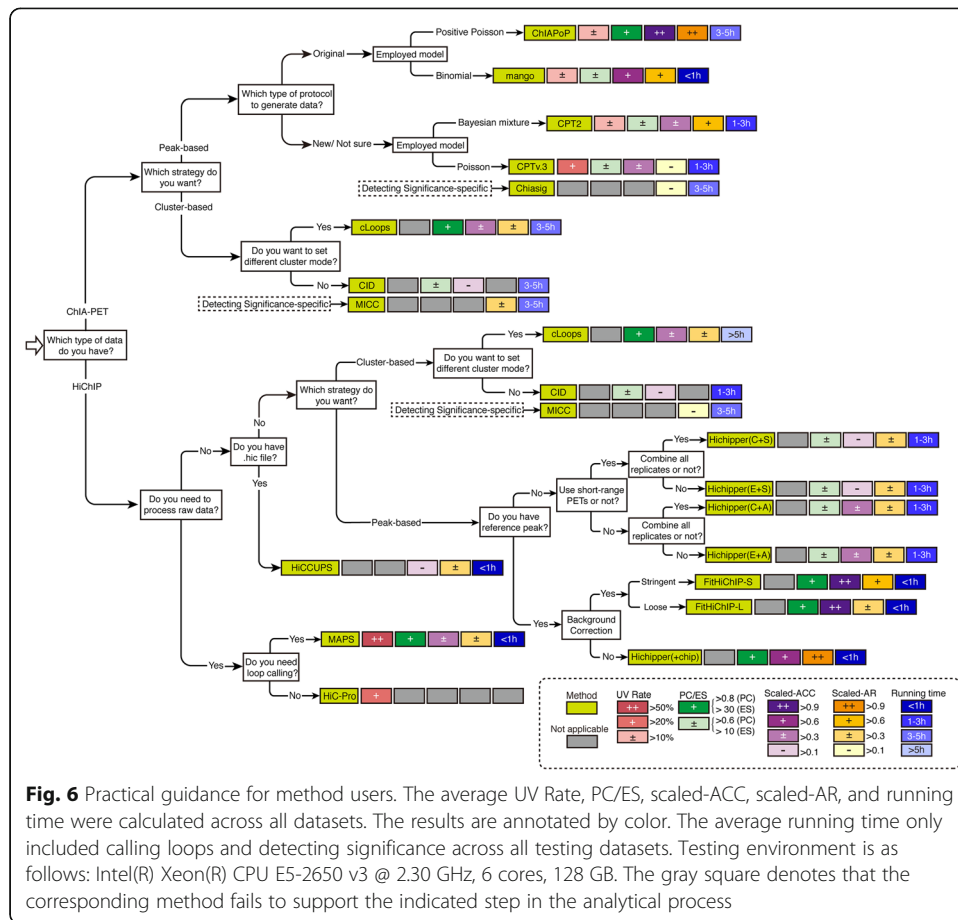 Positive Poisson
ChIAPoP + ++ ++ 3-5h
±
Original
Employed model
Binomial
mango ± ± + + <1h
Which type of protocol
to generate data?
Bayesian mixture
CPT2 ± ± ± + 1-3h
New/ Not sure
Employed model
Peak-based
Poisson
CPTv.3 + ± ± - 1-3h
Which strategy do
you want?
Detecting Significance-specific
Chiasig - 3-5h
Cluster-based
Yes
cLoops + ± ± 3-5h
Do you want to set
different cluster mode?
No
CID ± - 3-5h
ChIA-PET
Detecting Significance-specific
MICC ± 3-5h
Which type of data
do you have?
Yes
cLoops + ± ± >5h
HiChIP
Cluster-based
Do you want to set
different cluster mode?
Which strategy do
you want?
No
CID ± - 1-3h
Detecting Significance-specific
MICC - 3-5h
No
No
Do you have
.hic file?
Yes
Hichipper(C+S) ± - ± 1-3h
Yes
Combine all
replicates or not?
Do you need to
process raw data?
Yes
No
Use short-range
PETs or not?
No
Hichipper(E+S) ± - ± 1-3h
Peak-based
Do you have
reference peak?
Yes
Hichipper(C+A) ± ± ± 1-3h
No
Combine all
replicates or not?
No
Hichipper(E+A) ± ± ± 1-3h
HiCCUPS - ± <1h
Stringent
FitHiChIP-S + ++ + <1h
Yes
Loose
FitHiChIP-L + ++ ± <1h
Yes
Background
Correction
Yes
MAPS ++ + ± ± <1h
No
Hichipper(+chip) + + ++ <1h
Yes
Do you need
loop calling?
No
HiC-Pro +
Method
Not applicable
UV Rate
++ >50%
+ >20%
± >10%
PC/ES
+ >0.8 (PC)
> 30 (ES)
± >0.6 (PC)
> 10 (ES)
Scaled-ACC
++ >0.9
+ >0.6
± >0.3
- >0.1
Scaled-AR
++ >0.9
+ >0.6
± >0.3
- >0.1
Running time
<1h
1-3h
3-5h
>5h
Fig. 6 Practical guidance for method users. The average UV Rate, PC/ES, scaled-ACC, scaled-AR, and running
time were calculated across all datasets. The results are annotated by color. The average running time only
included calling loops and detecting significance across all testing datasets. Testing environment is as
follows: Intel(R) Xeon(R) CPU E5-2650 v3 @ 2.30 GHz, 6 cores, 128 GB. The gray square denotes that the
corresponding method fails to support the indicated step in the analytical process